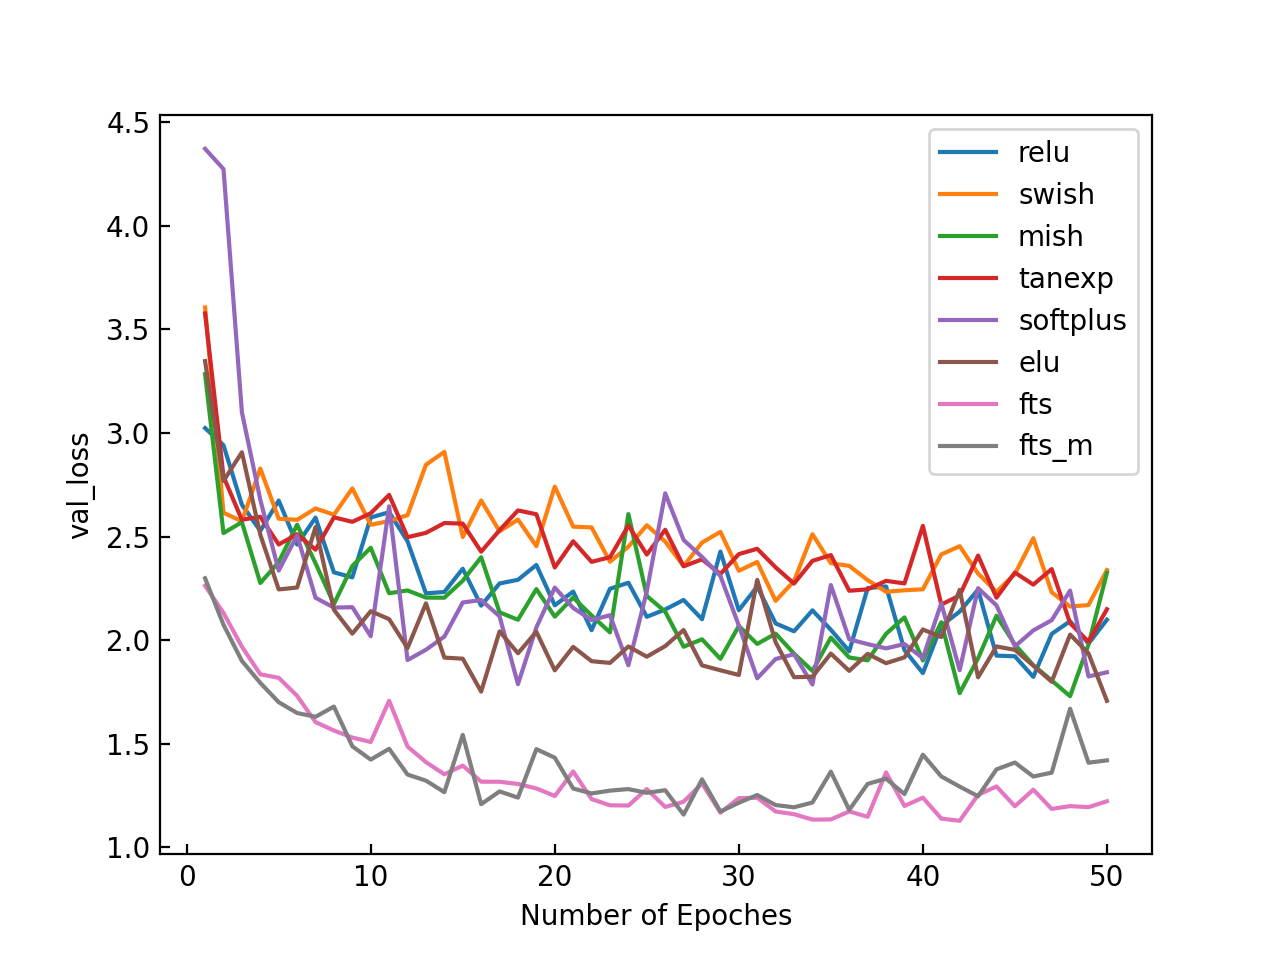 4.5
4.0
3.5
3.0
2.5
2.0
1.5
1.0
val_loss
0 10 20 30 40 50
Number of Epoches
relu
swish
mish
tanexp
softplus
elu
fts
fts_m